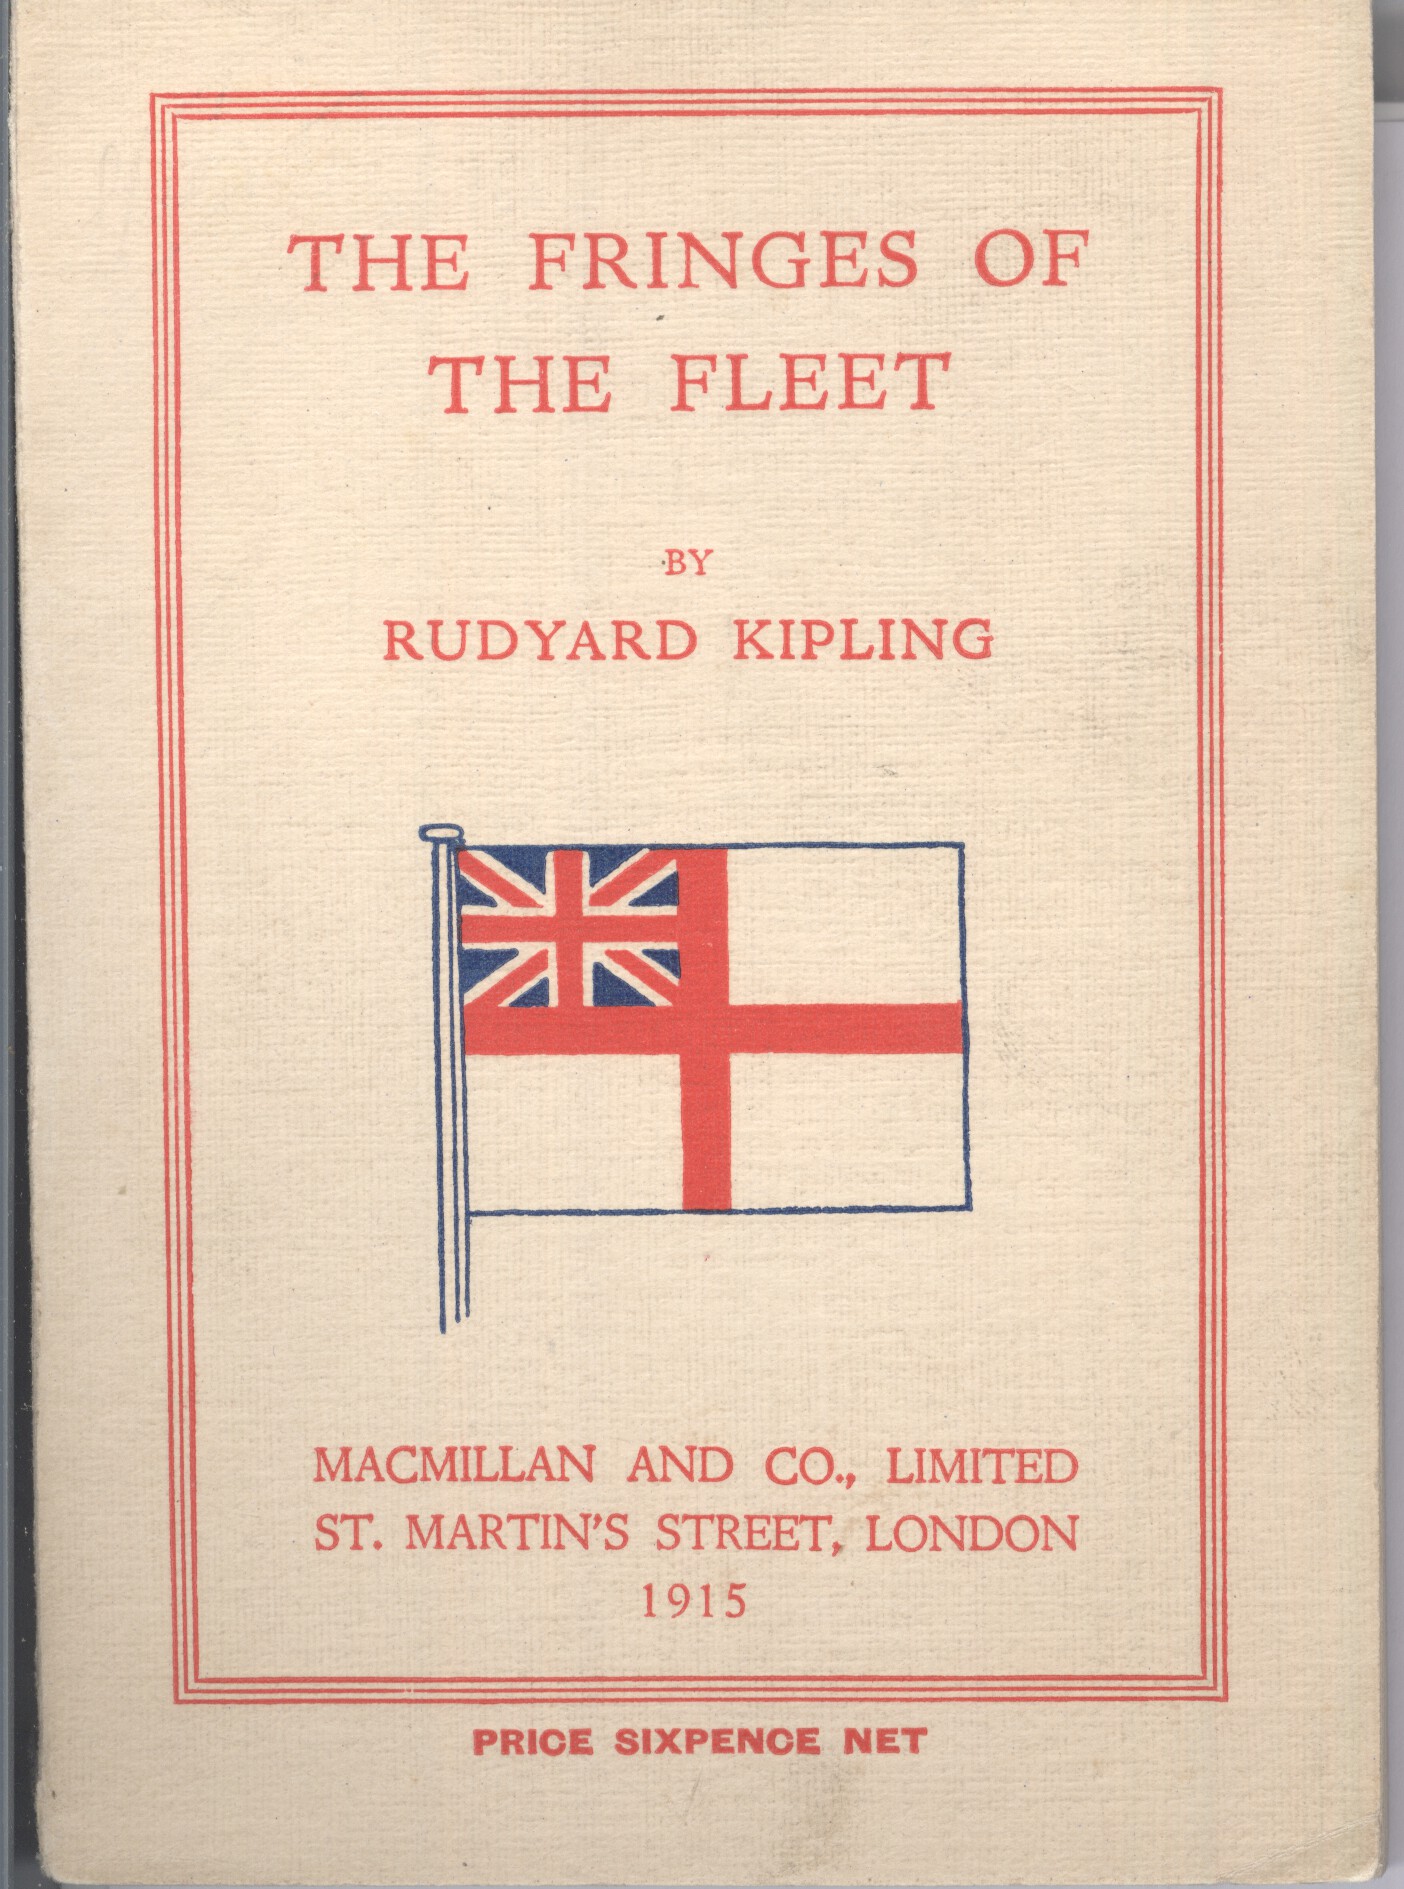 THE FRINGES OF
THE FLEET
BY
RUDYARD KIPLING
MACMILLAN AND CO., LIMITED
ST. MARTIN'S STREET, LONDON
1915
PRICE SIXPENCE NET